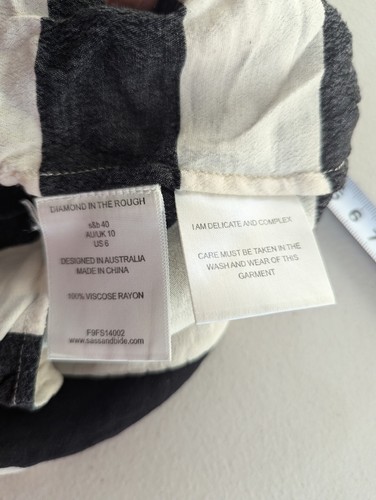 DIAMOND IN THE ROUGH
s&b 40
AU/UK 10
US 6
DESIGNED IN AUSTRALIA
MADE IN CHINA
100% VISCOSE RAYON
F9FS14002
www.sassandbide.com
I AM DELICATE AND COMPLEX
CARE MUST BE TAKEN IN THE
WASH AND WEAR OF THIS
GARMENT
6
7